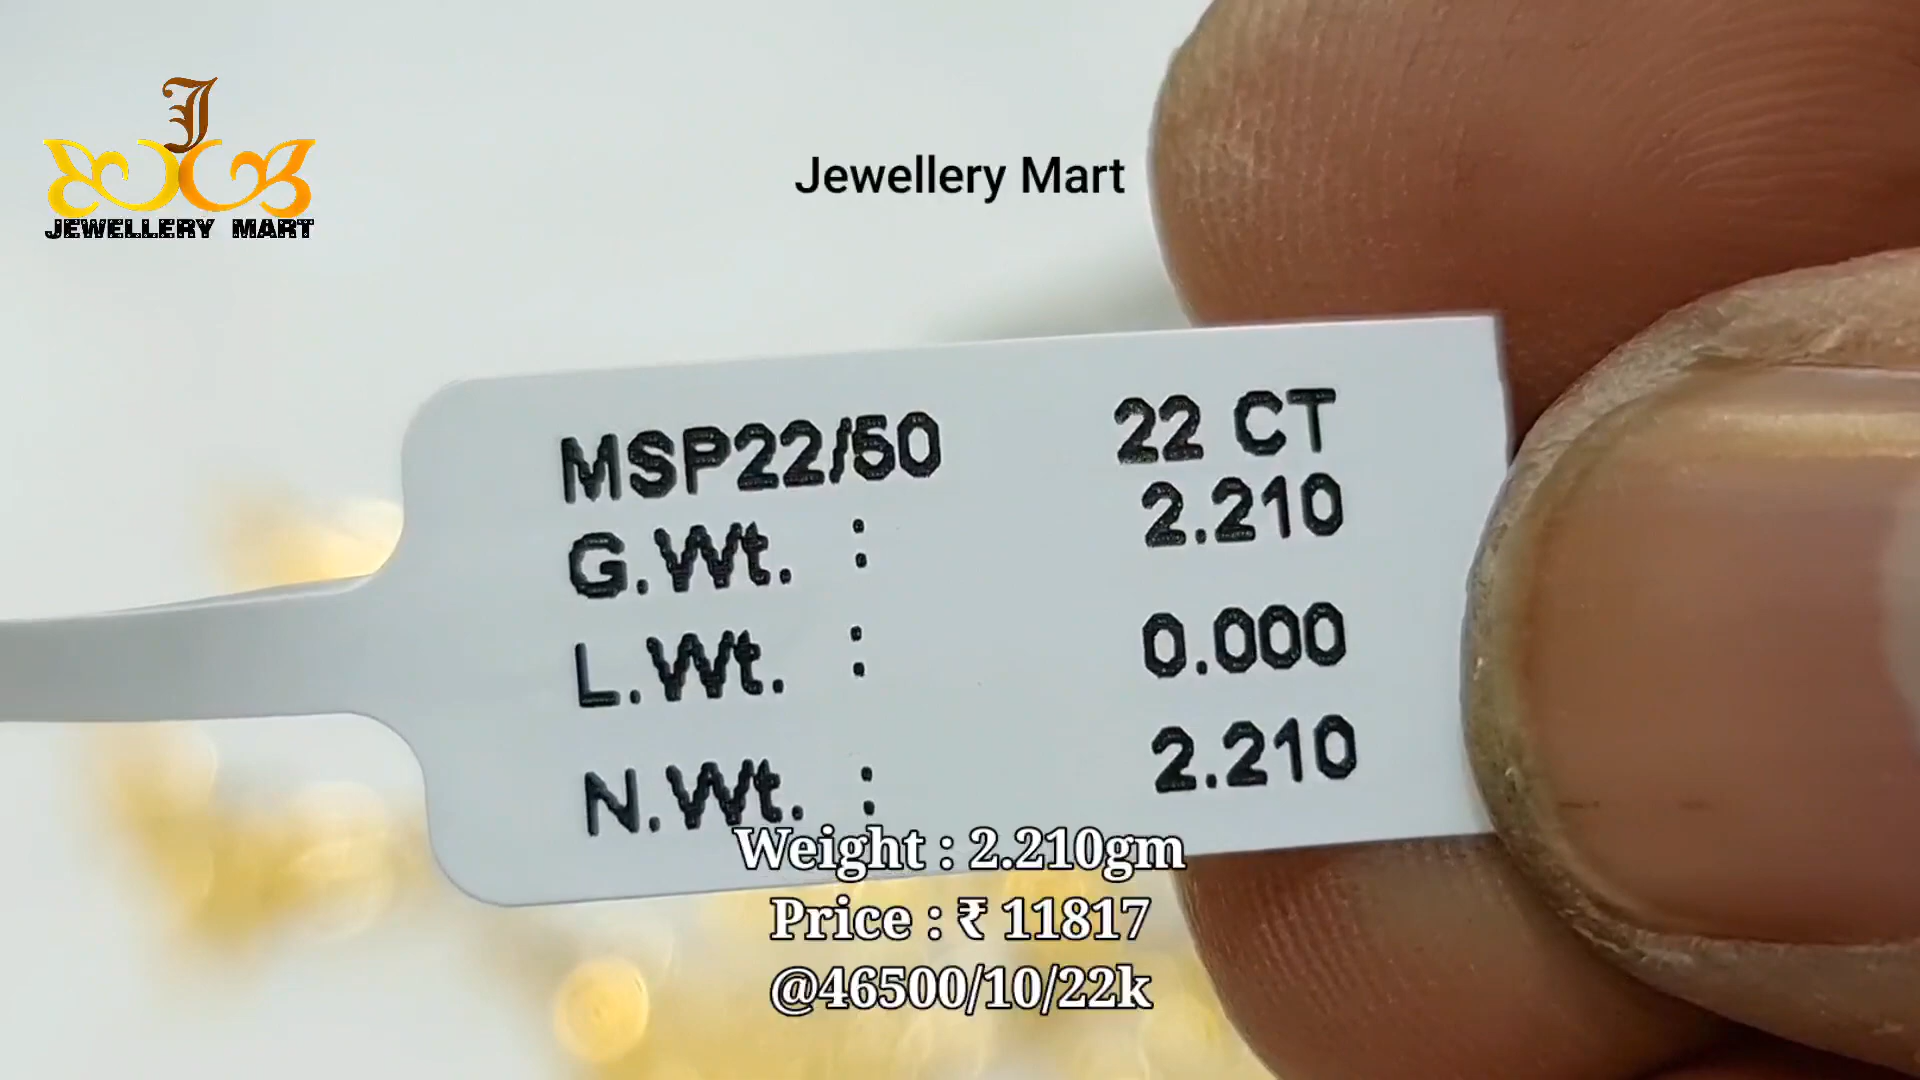 J
JEWELLERY MART
Jewellery Mart
MSP22/50 22 CT
G.Wt. : 2.210
L.Wt. : 0.000
N.Wt. : 2.210
Weight : 2.210gm
Price : ₹ 11817
@46500/10/22k